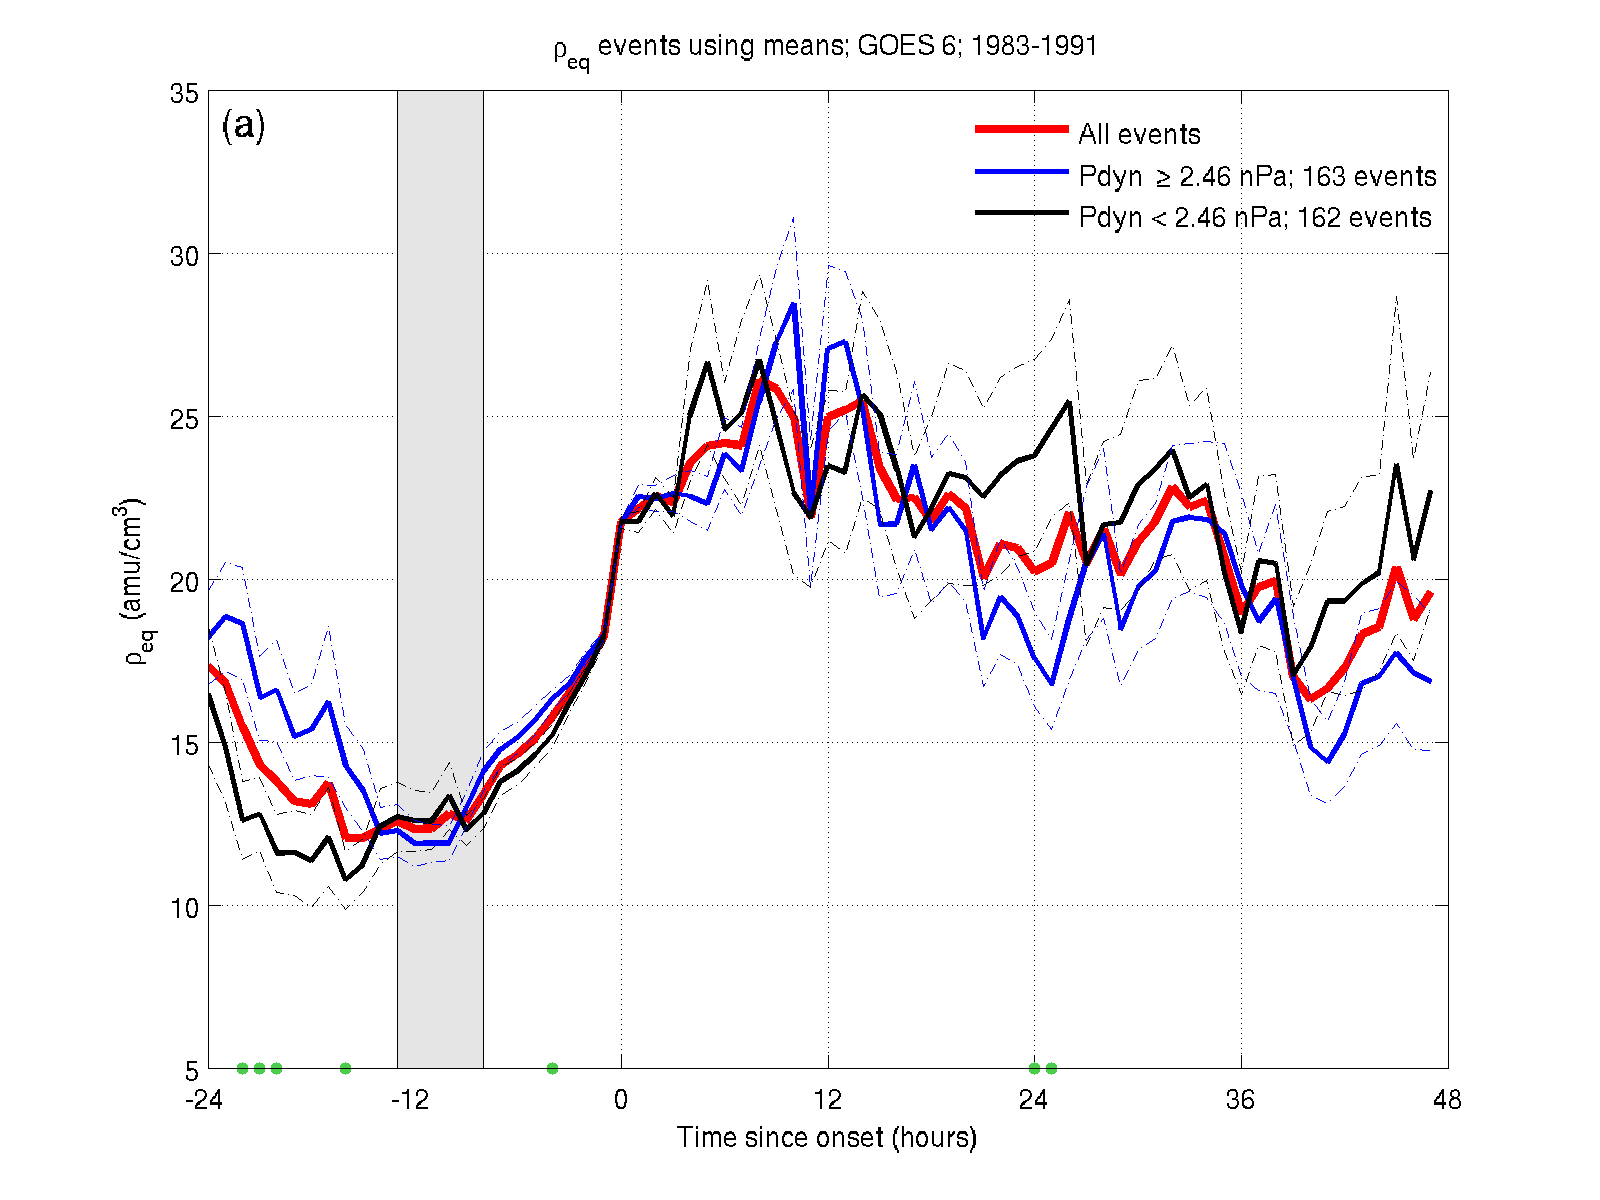 ρeq events using means; GOES 6; 1983-1991
(a)
All events
Pdyn ≥ 2.46 nPa; 163 events
Pdyn < 2.46 nPa; 162 events
35
30
25
20
15
10
5
ρeq (amu/cm³)
-24 -12 0 12 24 36 48
Time since onset (hours)